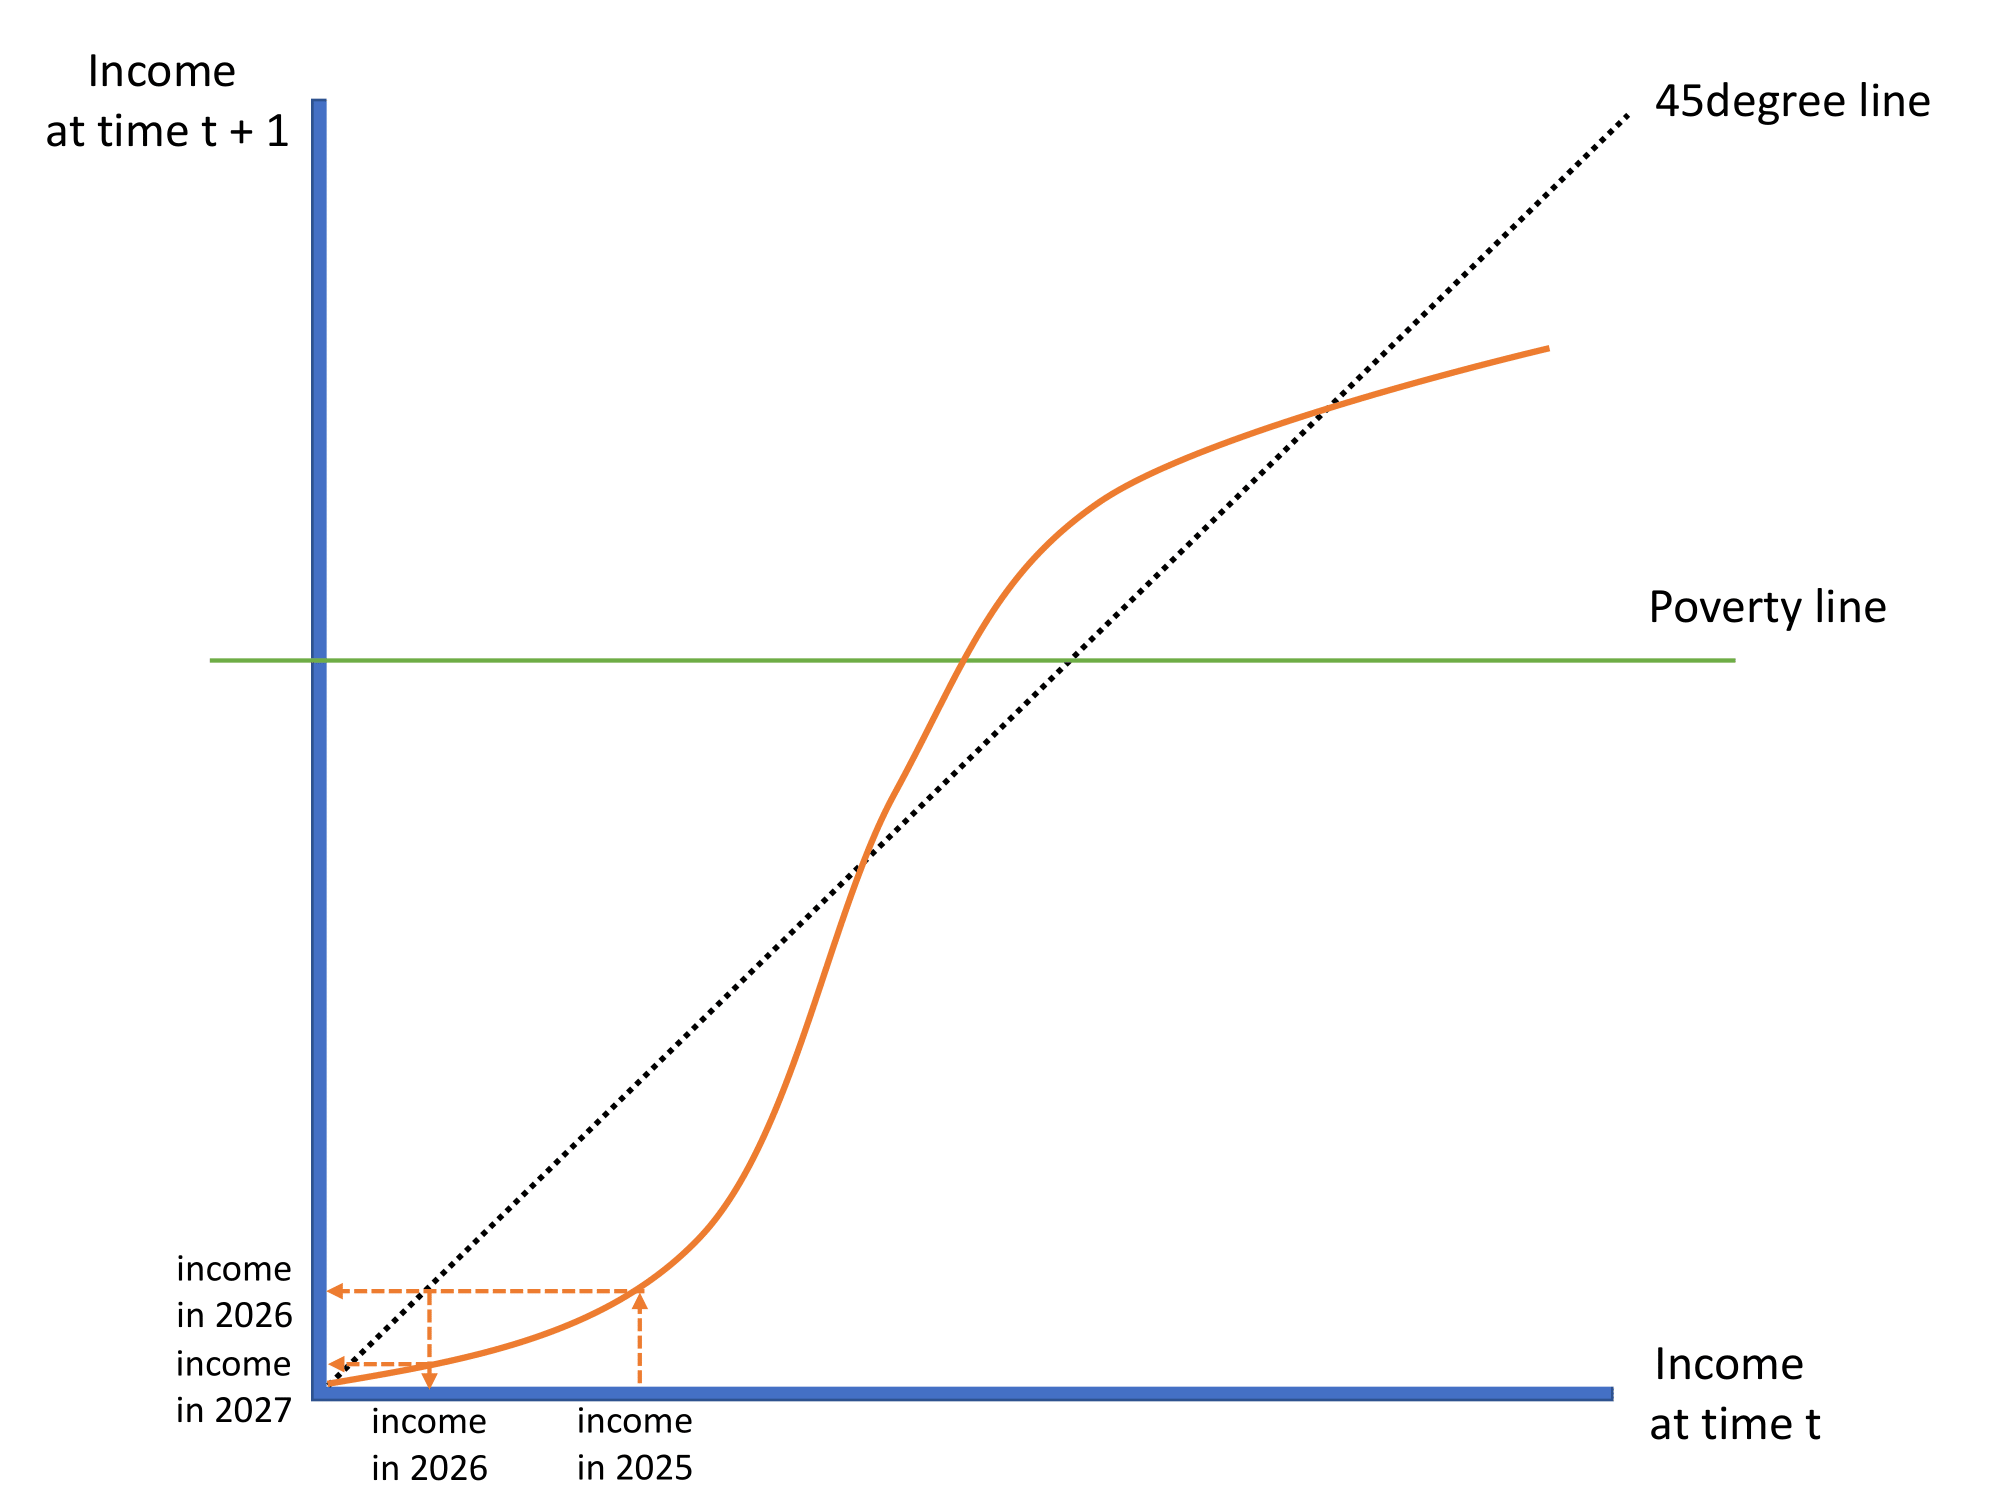 Income
at time t + 1
45degree line
Poverty line
income
in 2026
income
in 2027
income
in 2026
income
in 2025
Income
at time t